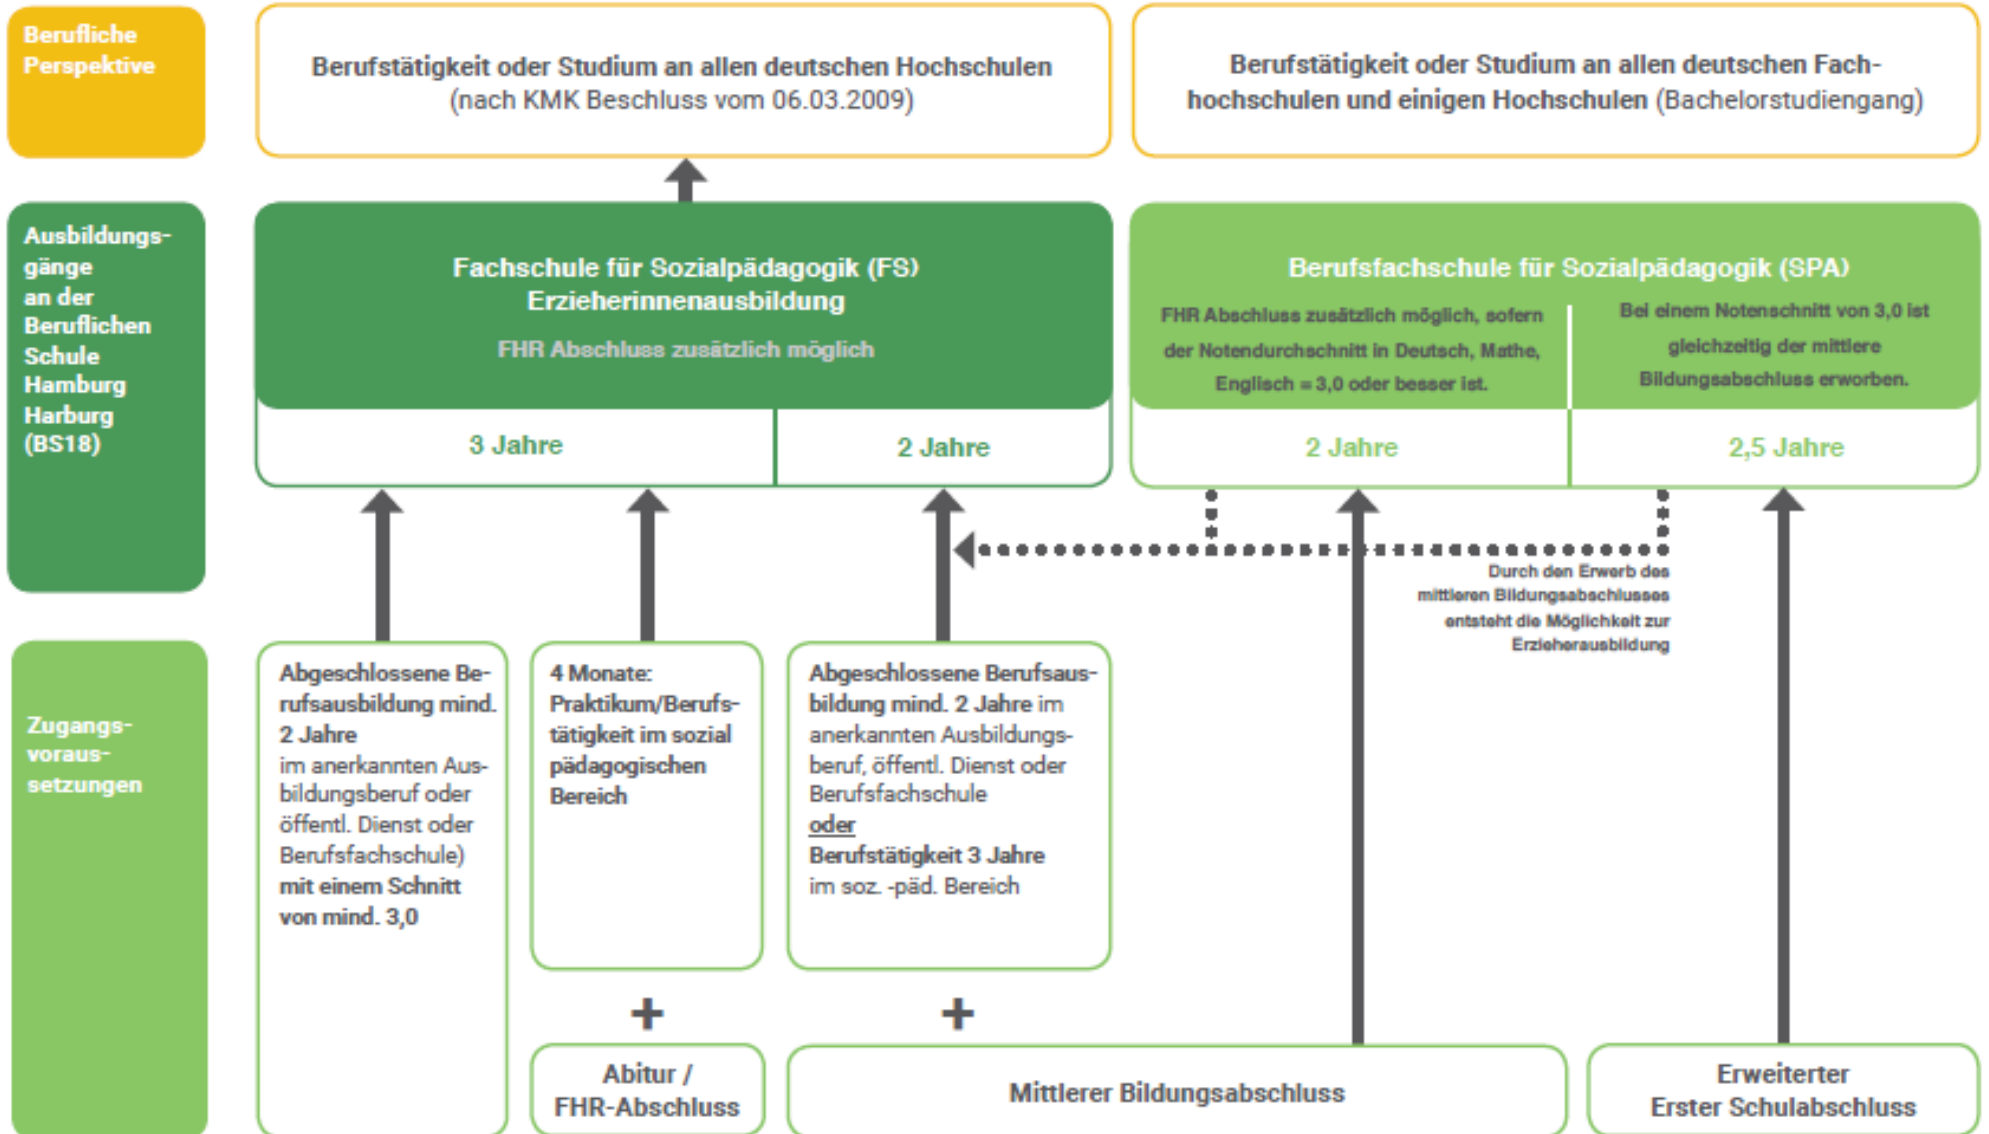 Berufliche
Perspektive
Berufstätigkeit oder Studium an allen deutschen Hochschulen
(nach KMK Beschluss vom 06.03.2009)
Berufstätigkeit oder Studium an allen deutschen Fach-
hochschulen und einigen Hochschulen (Bachelorstudiengang)
Ausbildungs-
gänge
an der
Beruflichen
Schule
Hamburg
Harburg
(BS18)
Fachschule für Sozialpädagogik (FS)
Erzieherinnenausbildung
FHR Abschluss zusätzlich möglich
3 Jahre
2 Jahre
Berufsfachschule für Sozialpädagogik (SPA)
FHR Abschluss zusätzlich möglich, sofern
der Notendurchschnitt in Deutsch, Mathe,
Englisch = 3,0 oder besser ist.
Bei einem Notenschnitt von 3,0 ist
gleichzeitig der mittlere
Bildungsabschluss erworben.
2 Jahre
2,5 Jahre
Durch den Erwerb des
mittleren Bildungsabschlusses
entsteht die Möglichkeit zur
Erzieherausbildung
Zugangs-
voraus-
setzungen
Abgeschlossene Be-
rufsausbildung mind.
2 Jahre
im anerkannten Aus-
bildungsberuf oder
öffentl. Dienst oder
Berufsfachschule)
mit einem Schnitt
von mind. 3,0
4 Monate:
Praktikum/Berufs-
tätigkeit im sozial
pädagogischen
Bereich
+
Abitur /
FHR-Abschluss
Abgeschlossene Berufsaus-
bildung mind. 2 Jahre im
anerkannten Ausbildungs-
beruf, öffentl. Dienst oder
Berufsfachschule
oder
Berufstätigkeit 3 Jahre
im soz. -päd. Bereich
+
Mittlerer Bildungsabschluss
Erweiterter
Erster Schulabschluss